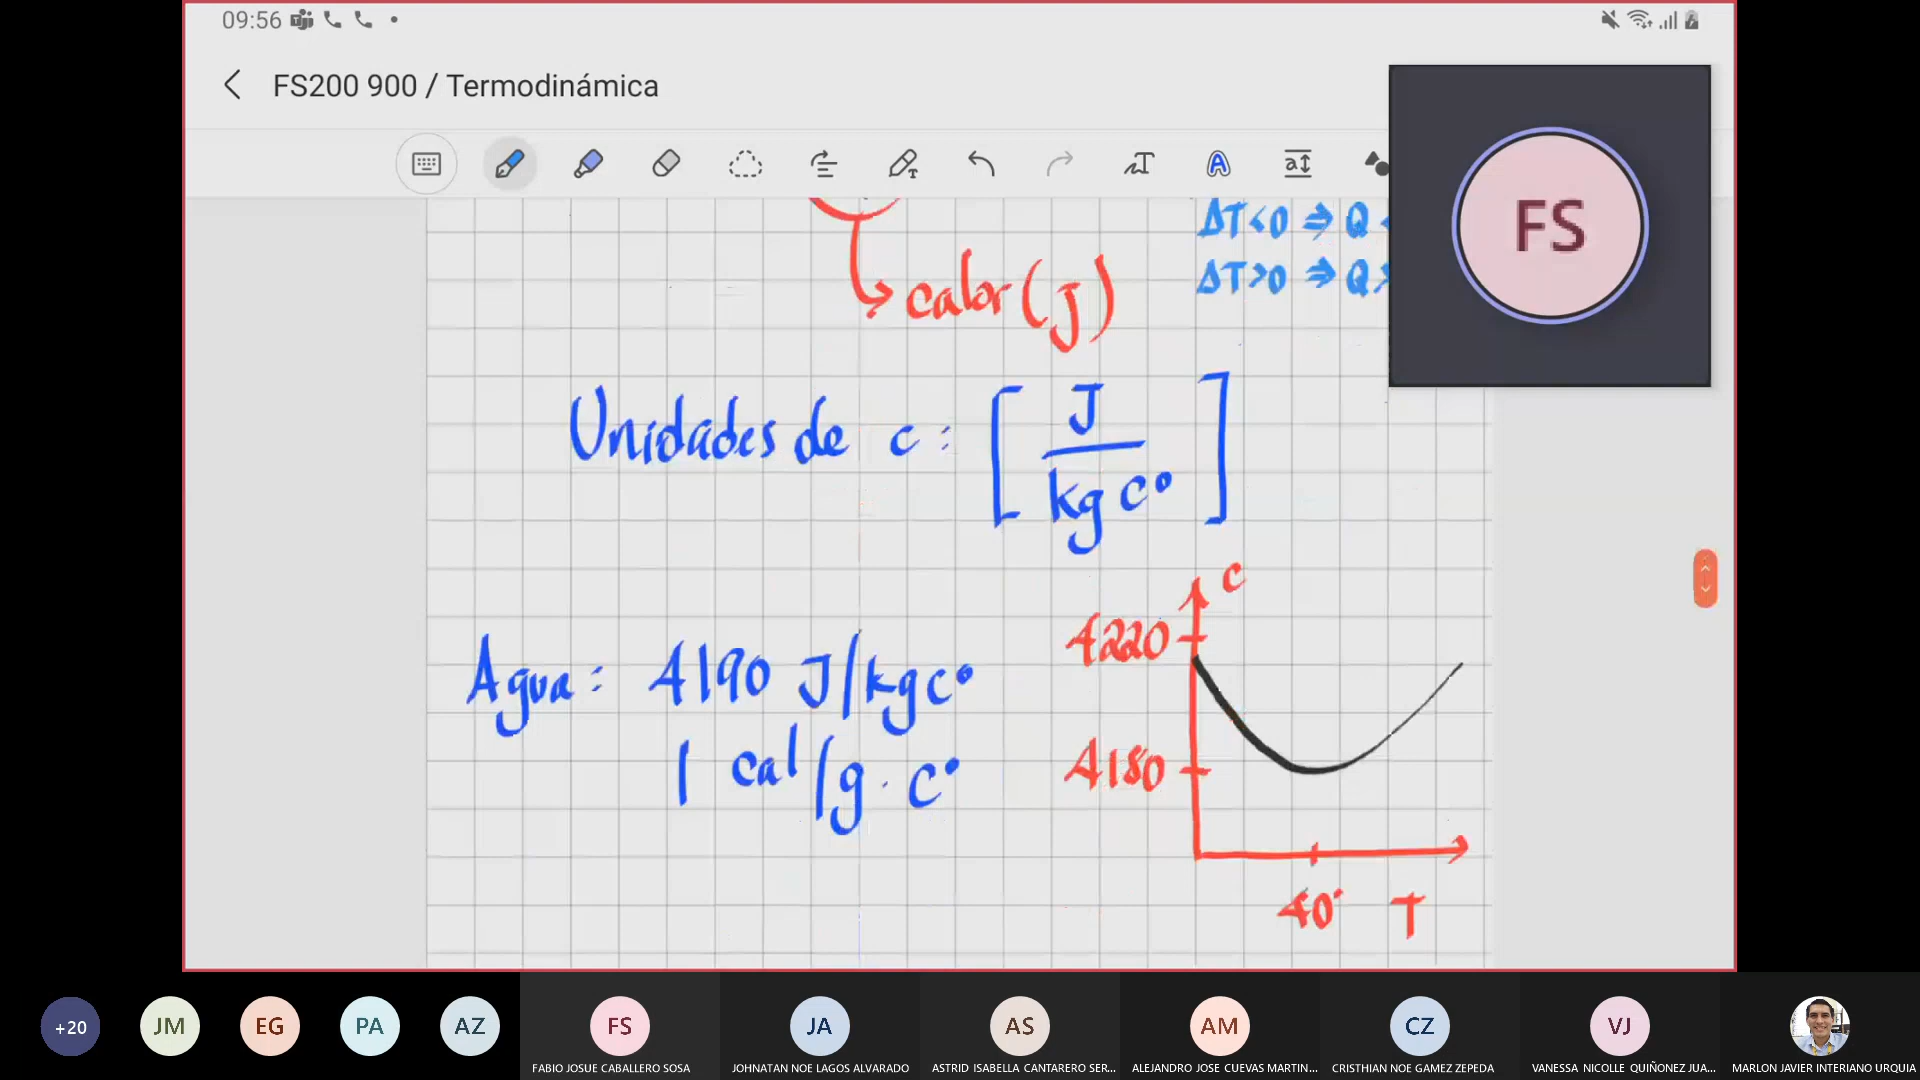 09:56
FS200 900 / Termodinámica
ΔT<0 ⇒ Q <
ΔT>0 ⇒ Q >
FS
calor (J)
Unidades de c: [J / kg C°]
c
4220
Agua: 4190 J/kg C°
1 cal/g · C°
4180
40° T
+20 JM EG PA AZ FS JA AS AM CZ VJ
FABIO JOSUE CABALLERO SOSA JOHNATAN NOE LAGOS ALVARADO ASTRID ISABELLA CANTARERO SER... ALEJANDRO JOSE CUEVAS MARTIN... CRISTHIAN NOE GAMEZ ZEPEDA VANESSA NICOLLE QUIÑONEZ JUA... MARLON JAVIER INTERIANO URQUIA